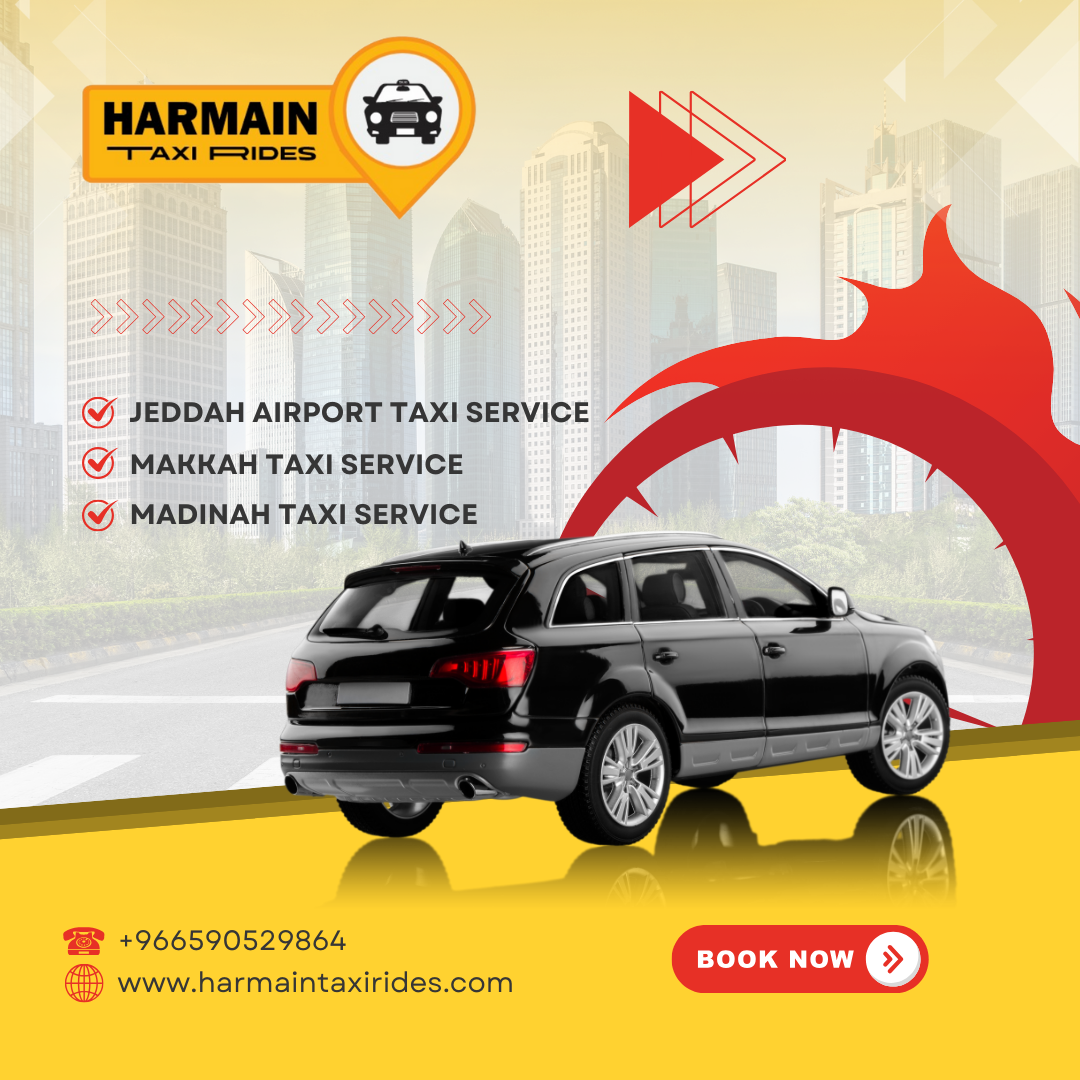 HARMAIN
TAXI RIDES
JEDDAH AIRPORT TAXI SERVICE
MAKKAH TAXI SERVICE
MADINAH TAXI SERVICE
+966590529864
www.harmaintaxirides.com
BOOK NOW